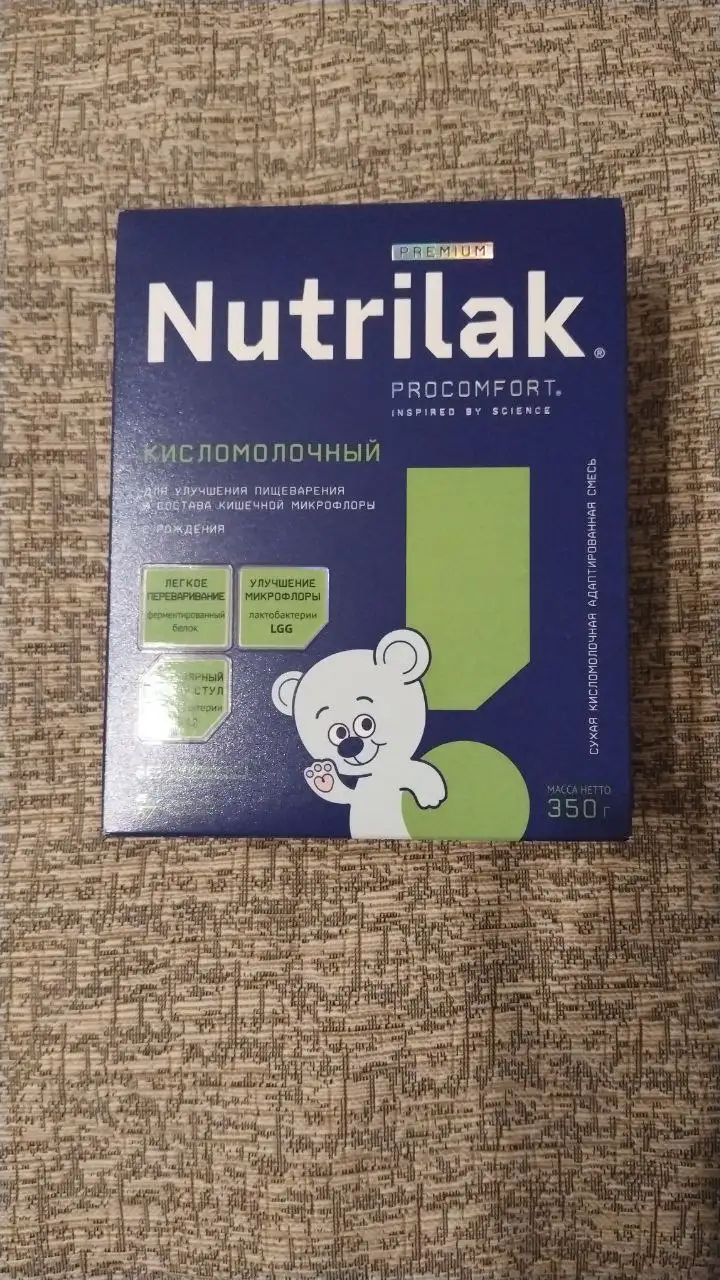 PREMIUM
Nutrilak®
PROCOMFORT®
INSPIRED BY SCIENCE
КИСЛОМОЛОЧНЫЙ
ДЛЯ УЛУЧШЕНИЯ ПИЩЕВАРЕНИЯ
И СОСТАВА КИШЕЧНОЙ МИКРОФЛОРЫ
С РОЖДЕНИЯ
ЛЕГКОЕ
ПЕРЕВАРИВАНИЕ
ферментированный
белок
УЛУЧШЕНИЕ
МИКРОФЛОРЫ
лактобактерии
LGG
СТУЛ
СУХАЯ КИСЛОМОЛОЧНАЯ АДАПТИРОВАННАЯ СМЕСЬ
МАССА НЕТТО
350 г